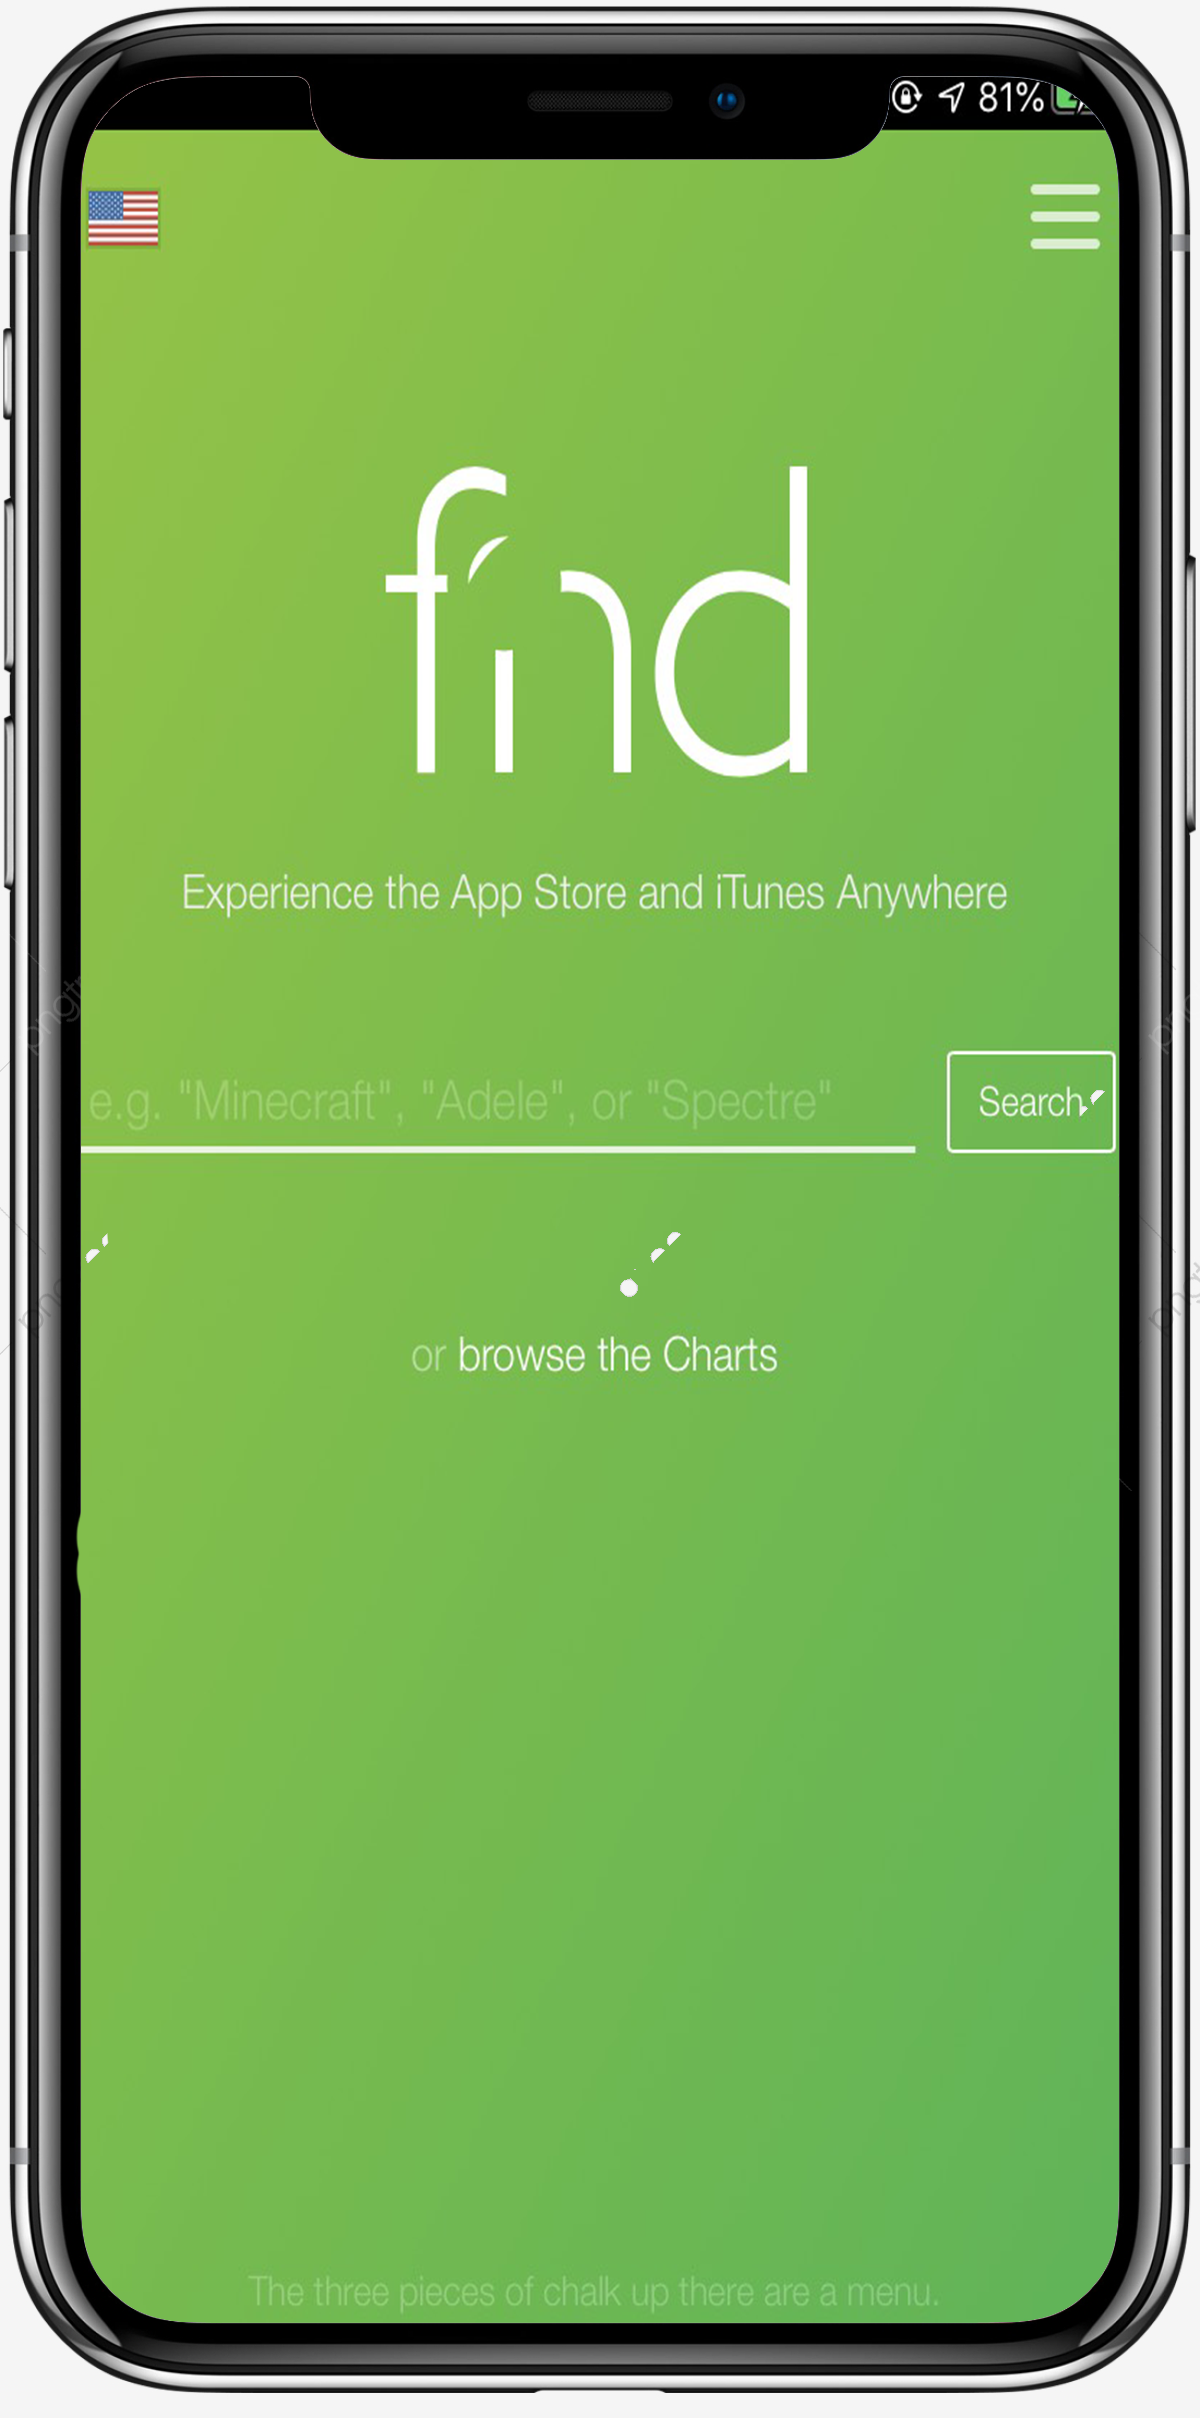 81%
fnd
Experience the App Store and iTunes Anywhere
e.g. "Minecraft", "Adele", or "Spectre"
Search
or browse the Charts
The three pieces of chalk up there are a menu.